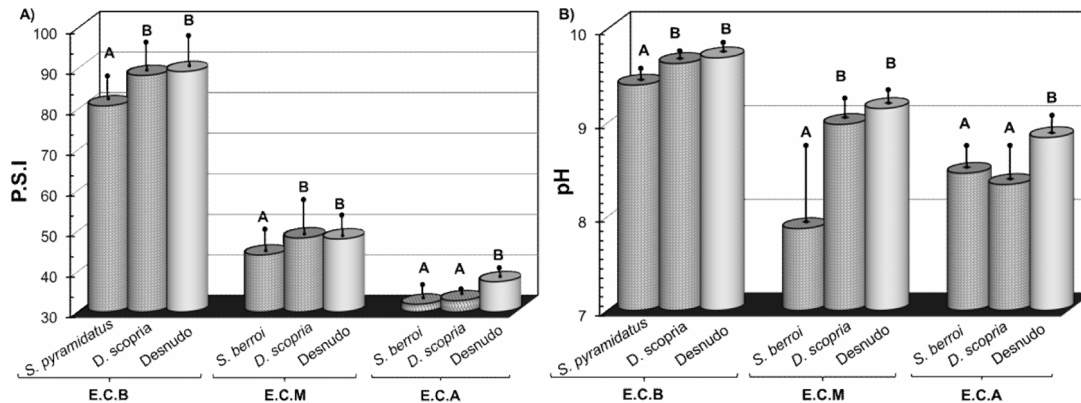 A)
P.S.I
100
90
80
70
60
50
40
30
A
B
B
A
B
B
A
A
B
S. pyramidatus
D. scopria
Desnudo
S. berroi
D. scopria
Desnudo
S. berroi
D. scopria
Desnudo
E.C.B
E.C.M
E.C.A
B)
pH
10
9
8
7
A
B
B
A
B
B
A
A
B
S. pyramidatus
D. scopria
Desnudo
S. berroi
D. scopria
Desnudo
S. berroi
D. scopria
Desnudo
E.C.B
E.C.M
E.C.A